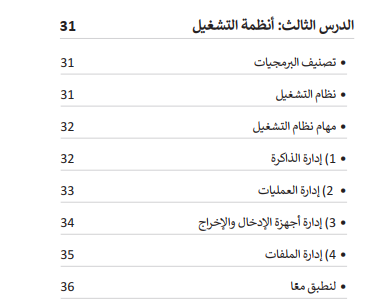 الدرس الثالث: أنظمة التشغيل 31
• تصنيف البرمجيات 31
• نظام التشغيل 31
• مهام نظام التشغيل 32
• 1) إدارة الذاكرة 32
• 2) إدارة العمليات 33
• 3) إدارة أجهزة الإدخال والإخراج 34
• 4) إدارة الملفات 35
• لنطبق معًا 36